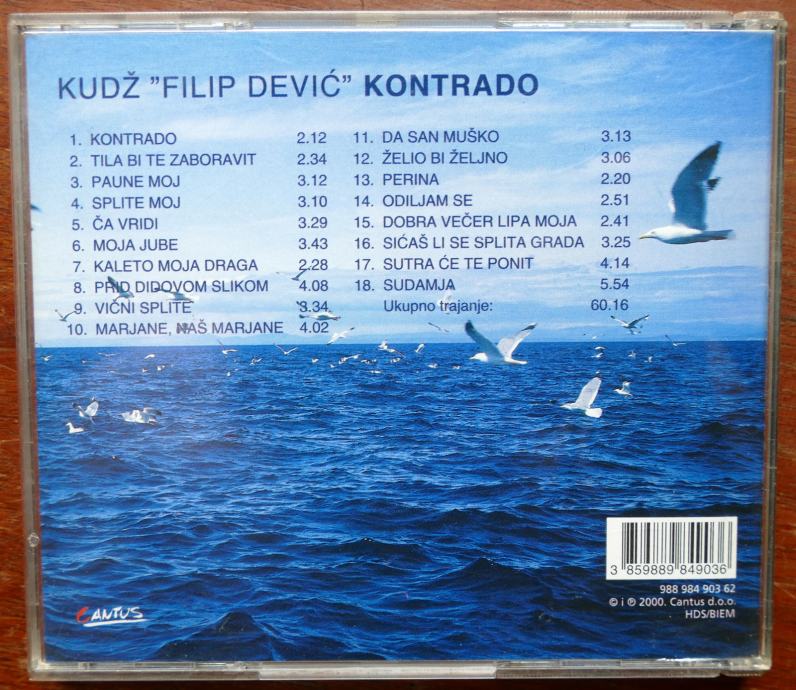 KUDŽ "FILIP DEVIĆ" KONTRADO
1. KONTRADO 2.12
2. TILA BI TE ZABORAVIT 2.34
3. PAUNE MOJ 3.12
4. SPLITE MOJ 3.10
5. ČA VRIDI 3.29
6. MOJA JUBE 3.43
7. KALETO MOJA DRAGA 2.28
8. PRID DIDOVOM SLIKOM 4.08
9. VIČNI SPLITE 3.34
10. MARJANE, NAŠ MARJANE 4.02
11. DA SAN MUŠKO 3.13
12. ŽELIO BI ŽELJNO 3.06
13. PERINA 2.20
14. ODILJAM SE 2.51
15. DOBRA VEČER LIPA MOJA 2.41
16. SIĆAŠ LI SE SPLITA GRADA 3.25
17. SUTRA ĆE TE PONIT 4.14
18. SUDAMJA 5.54
Ukupno trajanje: 60.16
3 859889 849036
988 984 903 62
© i ℗ 2000. Cantus d.o.o.
HDS/BIEM
CANTUS